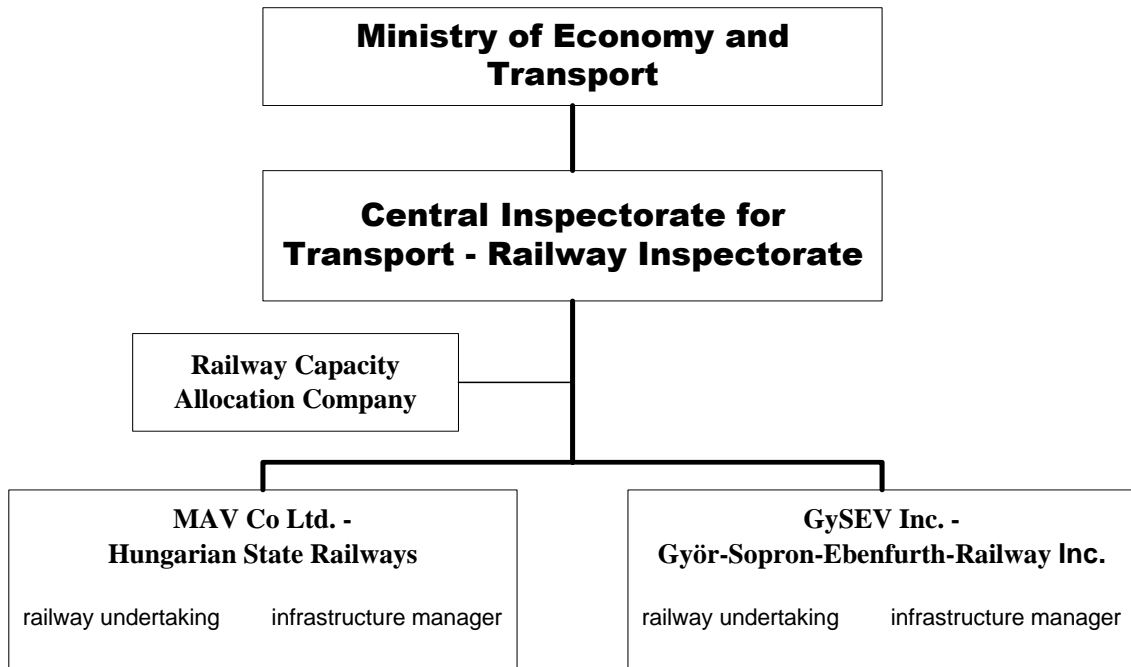 Ministry of Economy and
Transport
Central Inspectorate for
Transport - Railway Inspectorate
Railway Capacity
Allocation Company
MAV Co Ltd. -
Hungarian State Railways
railway undertaking infrastructure manager
GySEV Inc. -
Györ-Sopron-Ebenfurth-Railway Inc.
railway undertaking infrastructure manager